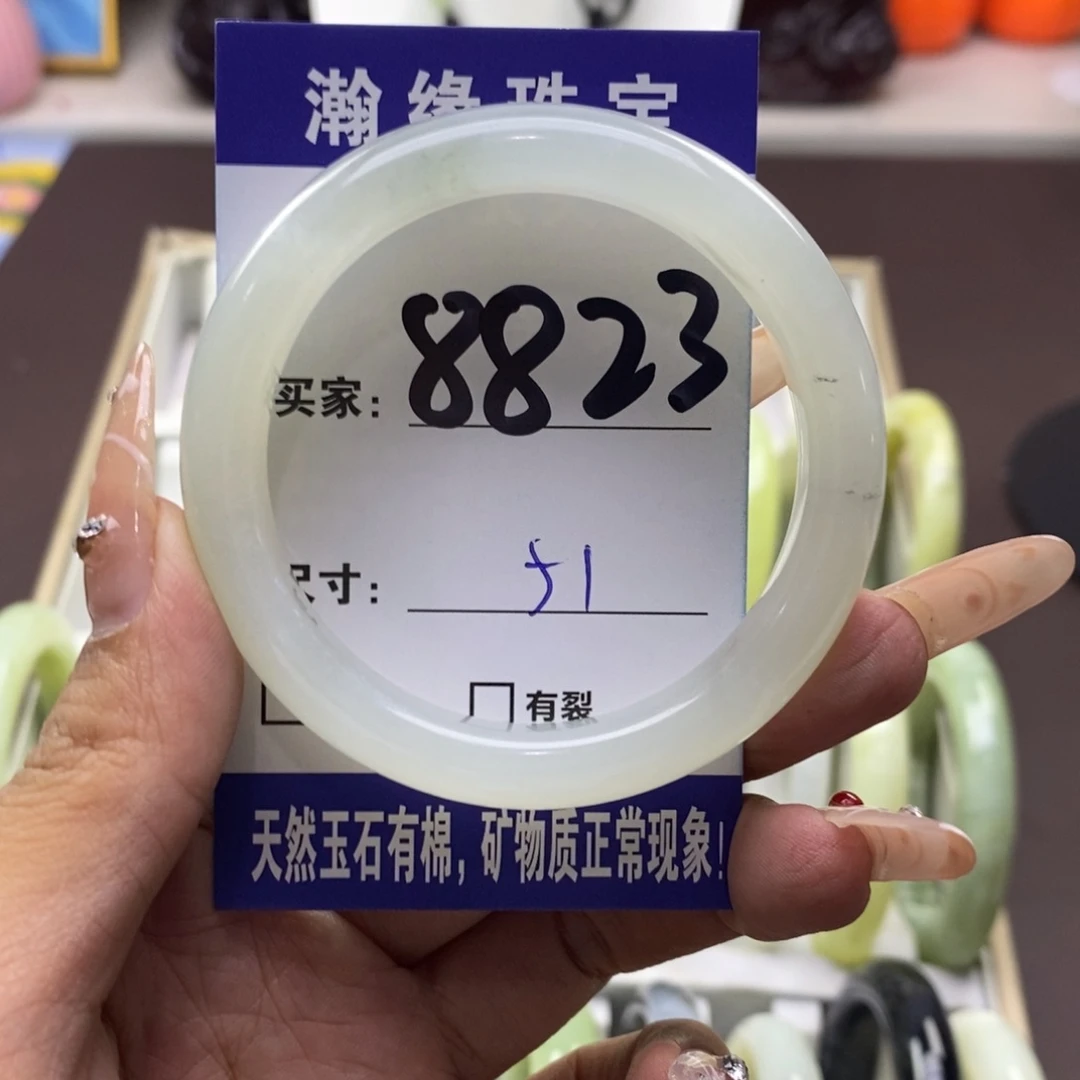 瀚缘珠宝
买家: 8823
尺寸: 51
有裂
天然玉石有棉,矿物质正常现象!